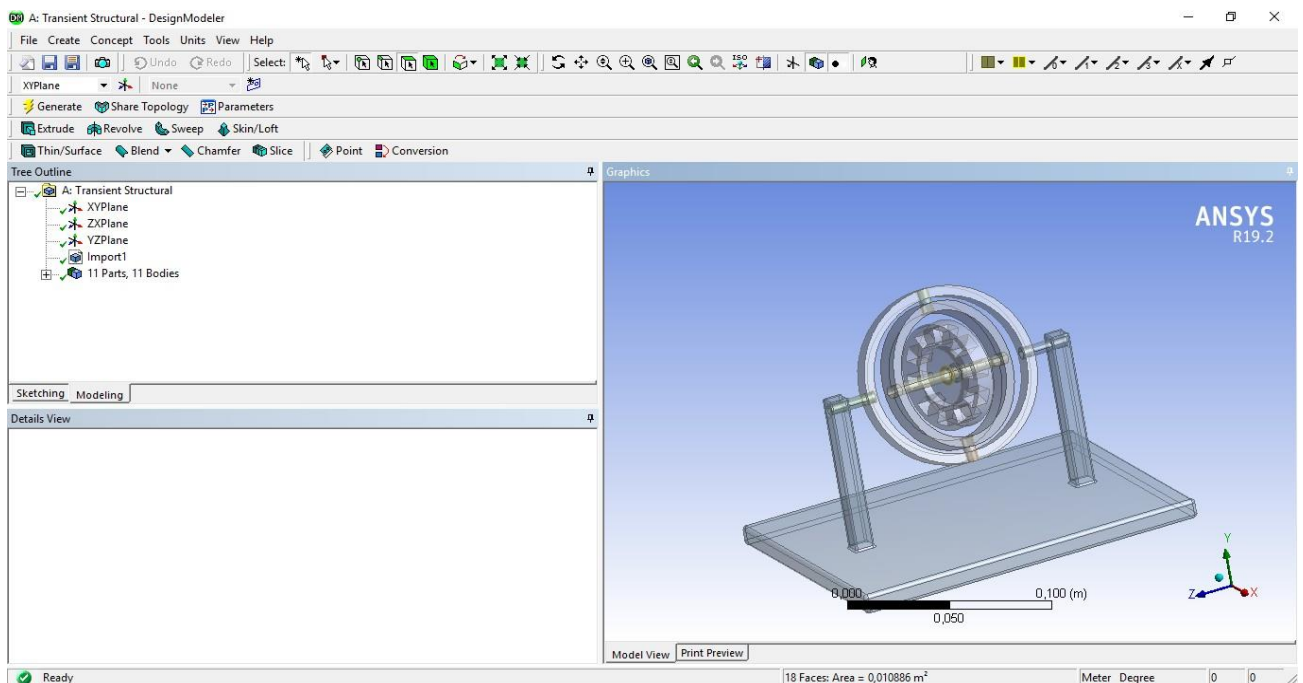 A: Transient Structural - DesignModeler
File Create Concept Tools Units View Help
Undo Redo Select: ISO
XYPlane None
Generate Share Topology Parameters
Extrude Revolve Sweep Skin/Loft
Thin/Surface Blend Chamfer Slice Point Conversion
Tree Outline
A: Transient Structural
XYPlane
ZXPlane
YZPlane
Import1
11 Parts, 11 Bodies
Sketching Modeling
Details View
Graphics
ANSYS
R19.2
Y
Z X
0,000 0,100 (m)
0,050
Model View Print Preview
Ready 18 Faces: Area = 0,010886 m² Meter Degree 0 0